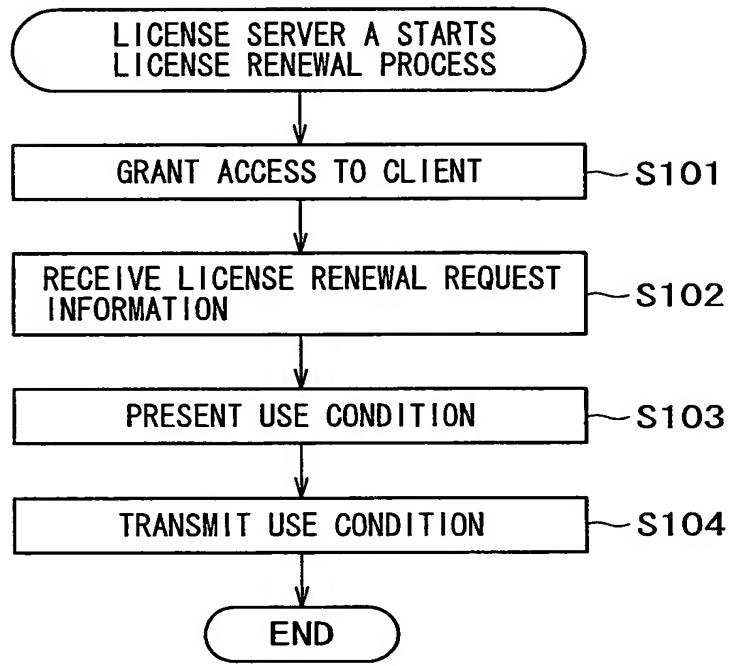 LICENSE SERVER A STARTS
LICENSE RENEWAL PROCESS
GRANT ACCESS TO CLIENT
S101
RECEIVE LICENSE RENEWAL REQUEST
INFORMATION
S102
PRESENT USE CONDITION
S103
TRANSMIT USE CONDITION
S104
END